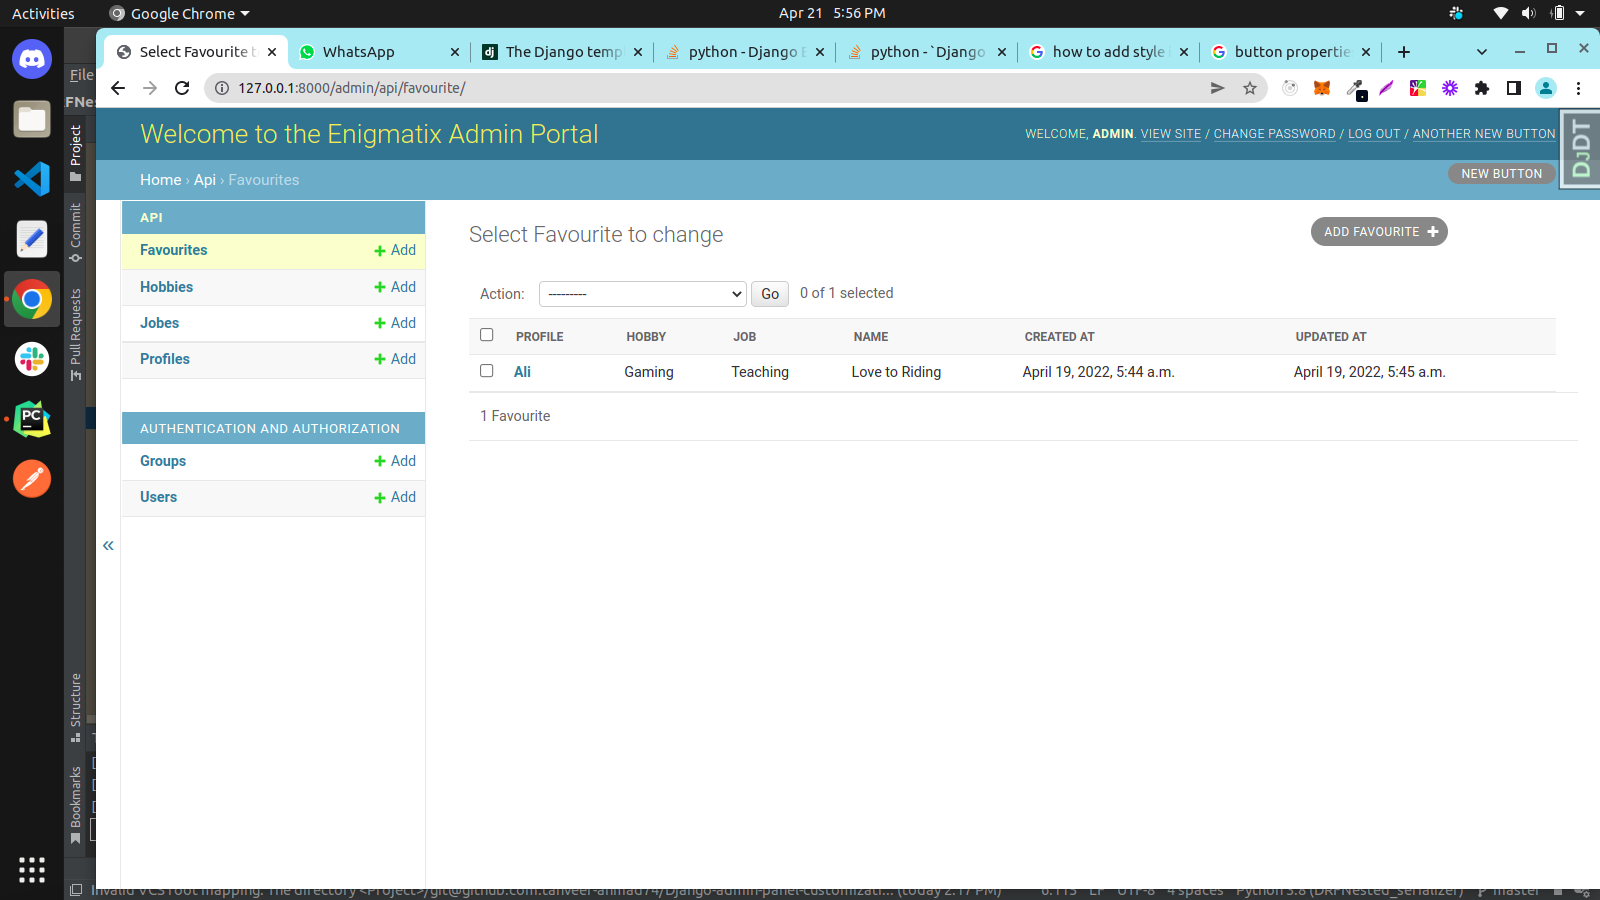 Activities
Google Chrome
Apr 21 5:56 PM
Select Favourite t
WhatsApp
The Django temp
python - Django
python - `Django
how to add style
button propertie
127.0.0.1:8000/admin/api/favourite/
File
Project
Commit
Pull Requests
Structure
Bookmarks
Welcome to the Enigmatix Admin Portal
WELCOME, ADMIN. VIEW SITE / CHANGE PASSWORD / LOG OUT / ANOTHER NEW BUTTON
DJDT
Home › Api › Favourites
NEW BUTTON
API
Favourites + Add
Hobbies + Add
Jobes + Add
Profiles + Add
AUTHENTICATION AND AUTHORIZATION
Groups + Add
Users + Add
«
Select Favourite to change
ADD FAVOURITE +
Action: --------- Go 0 of 1 selected
PROFILE HOBBY JOB NAME CREATED AT UPDATED AT
Ali Gaming Teaching Love to Riding April 19, 2022, 5:44 a.m. April 19, 2022, 5:45 a.m.
1 Favourite
PC
Invalid VCS root mapping: The directory <Project>/git@github.com:tanveer-ahmad74/Django-admin-panel-customizati... (today 2:17 PM) 6:113 LF UTF-8 4 spaces Python 3.8 (DRFNested_serializer) master